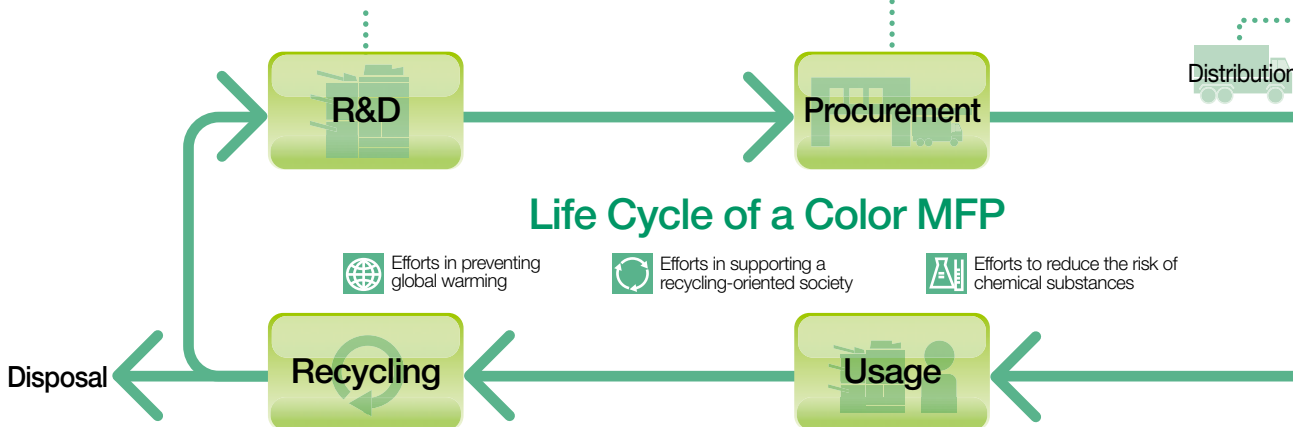 Distribution
R&D
Procurement
Life Cycle of a Color MFP
Efforts in preventing
global warming
Efforts in supporting a
recycling-oriented society
Efforts to reduce the risk of
chemical substances
Disposal
Recycling
Usage